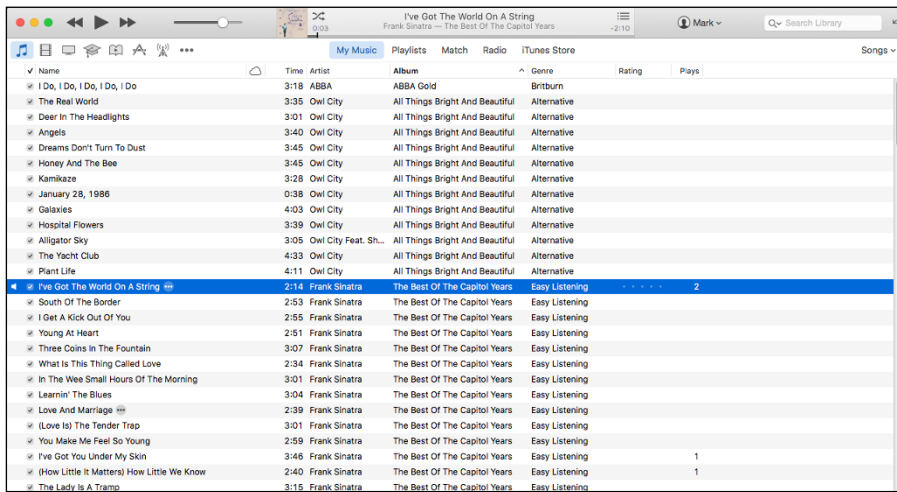 I've Got The World On A String
0:03 Frank Sinatra — The Best Of The Capitol Years -2:10
Mark
Search Library
My Music Playlists Match Radio iTunes Store Songs
Name Time Artist Album Genre Rating Plays
I Do, I Do, I Do, I Do, I Do 3:18 ABBA ABBA Gold Britburn
The Real World 3:35 Owl City All Things Bright And Beautiful Alternative
Deer In The Headlights 3:01 Owl City All Things Bright And Beautiful Alternative
Angels 3:40 Owl City All Things Bright And Beautiful Alternative
Dreams Don't Turn To Dust 3:45 Owl City All Things Bright And Beautiful Alternative
Honey And The Bee 3:45 Owl City All Things Bright And Beautiful Alternative
Kamikaze 3:28 Owl City All Things Bright And Beautiful Alternative
January 28, 1986 0:38 Owl City All Things Bright And Beautiful Alternative
Galaxies 4:03 Owl City All Things Bright And Beautiful Alternative
Hospital Flowers 3:39 Owl City All Things Bright And Beautiful Alternative
Alligator Sky 3:05 Owl City Feat. Sh... All Things Bright And Beautiful Alternative
The Yacht Club 4:33 Owl City All Things Bright And Beautiful Alternative
Plant Life 4:11 Owl City All Things Bright And Beautiful Alternative
I've Got The World On A String 2:14 Frank Sinatra The Best Of The Capitol Years Easy Listening 2
South Of The Border 2:53 Frank Sinatra The Best Of The Capitol Years Easy Listening
I Get A Kick Out Of You 2:55 Frank Sinatra The Best Of The Capitol Years Easy Listening
Young At Heart 2:51 Frank Sinatra The Best Of The Capitol Years Easy Listening
Three Coins In The Fountain 3:07 Frank Sinatra The Best Of The Capitol Years Easy Listening
What Is This Thing Called Love 2:34 Frank Sinatra The Best Of The Capitol Years Easy Listening
In The Wee Small Hours Of The Morning 3:01 Frank Sinatra The Best Of The Capitol Years Easy Listening
Learnin' The Blues 3:04 Frank Sinatra The Best Of The Capitol Years Easy Listening
Love And Marriage 2:39 Frank Sinatra The Best Of The Capitol Years Easy Listening
(Love Is) The Tender Trap 3:01 Frank Sinatra The Best Of The Capitol Years Easy Listening
You Make Me Feel So Young 2:59 Frank Sinatra The Best Of The Capitol Years Easy Listening
I've Got You Under My Skin 3:46 Frank Sinatra The Best Of The Capitol Years Easy Listening 1
(How Little It Matters) How Little We Know 2:40 Frank Sinatra The Best Of The Capitol Years Easy Listening 1
The Lady Is A Tramp 3:15 Frank Sinatra The Best Of The Capitol Years Easy Listening